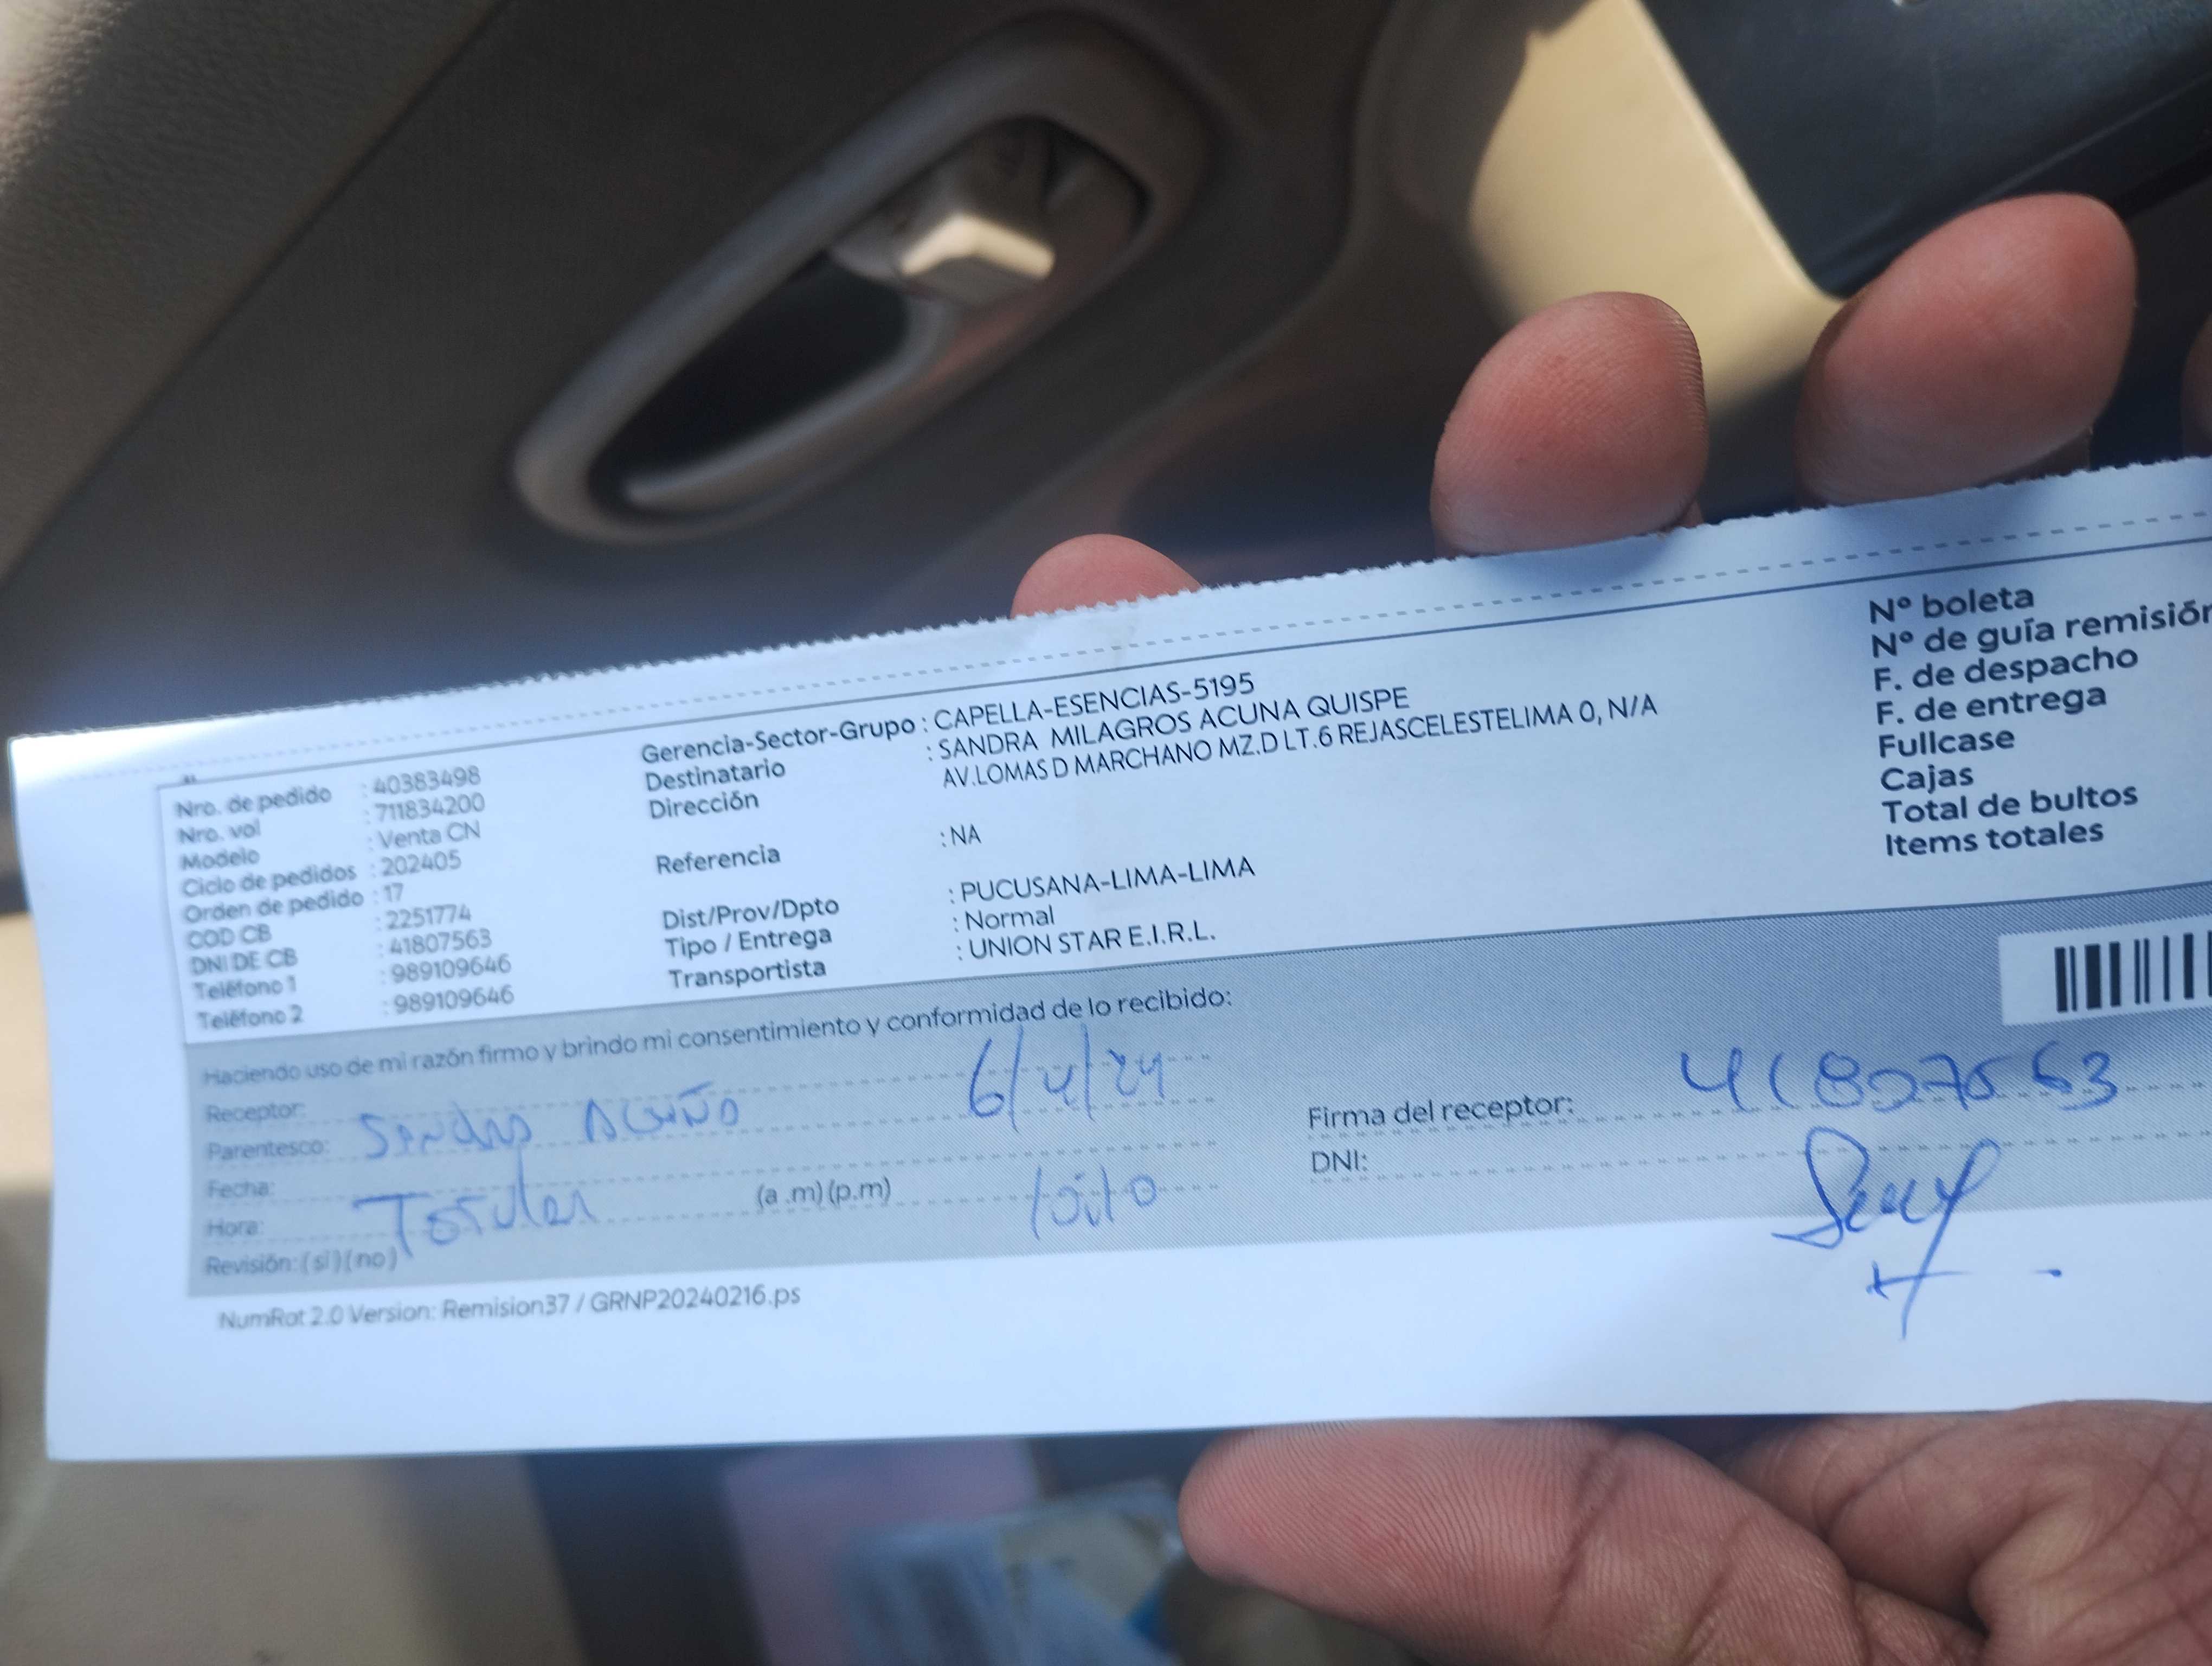 Nro. de pedido : 40383498
Nro. vol : 711834200
Modelo : Venta CN
Ciclo de pedidos : 202405
Orden de pedido : 17
COD CB : 2251774
DNI DE CB : 41807563
Teléfono 1 : 989109646
Teléfono 2 : 989109646
Gerencia-Sector-Grupo : CAPELLA-ESENCIAS-5195
Destinatario : SANDRA MILAGROS ACUNA QUISPE
Dirección AV.LOMAS D MARCHANO MZ.D LT.6 REJASCELESTELIMA 0, N/A
Referencia : NA
Dist/Prov/Dpto : PUCUSANA-LIMA-LIMA
Tipo / Entrega : Normal
Transportista : UNION STAR E.I.R.L.
Nº boleta
Nº de guía remisión
F. de despacho
F. de entrega
Fullcase
Cajas
Total de bultos
Items totales
Haciendo uso de mi razón firmo y brindo mi consentimiento y conformidad de lo recibido:
Receptor: 6/4/24
Parentesco: Sandra Acuña
Fecha:
Hora: Titular (a .m) (p.m) 10:10
Revisión: (si) (no)
Firma del receptor: 41807563
DNI:
NumRot 2.0 Version: Remision37 / GRNP20240216.ps